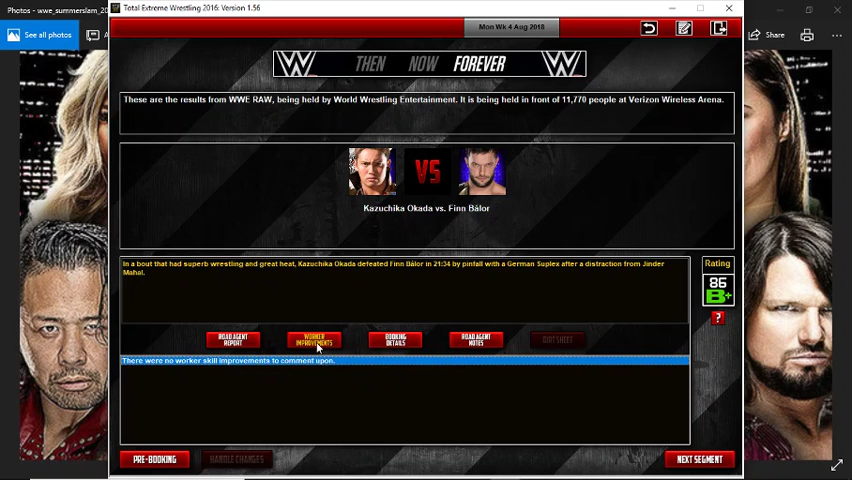 Photos - wwe_summerslam_20
Total Extreme Wrestling 2016: Version 1.56
See all photos
A
Mon Wk 4 Aug 2018
Share
W THEN NOW FOREVER W
These are the results from WWE RAW, being held by World Wrestling Entertainment. It is being held in front of 11,770 people at Verizon Wireless Arena.
VS
Kazuchika Okada vs. Finn Bálor
In a bout that had superb wrestling and great heat, Kazuchika Okada defeated Finn Bálor in 21:34 by pinfall with a German Suplex after a distraction from Jinder
Mahal.
Rating
86
B+
?
ROAD AGENT
REPORT
WORKER
IMPROVEMENTS
BOOKING
DETAILS
ROAD AGENT
NOTES
DIRT SHEET
There were no worker skill improvements to comment upon.
PRE-BOOKING
HANDLE CHANGES
NEXT SEGMENT